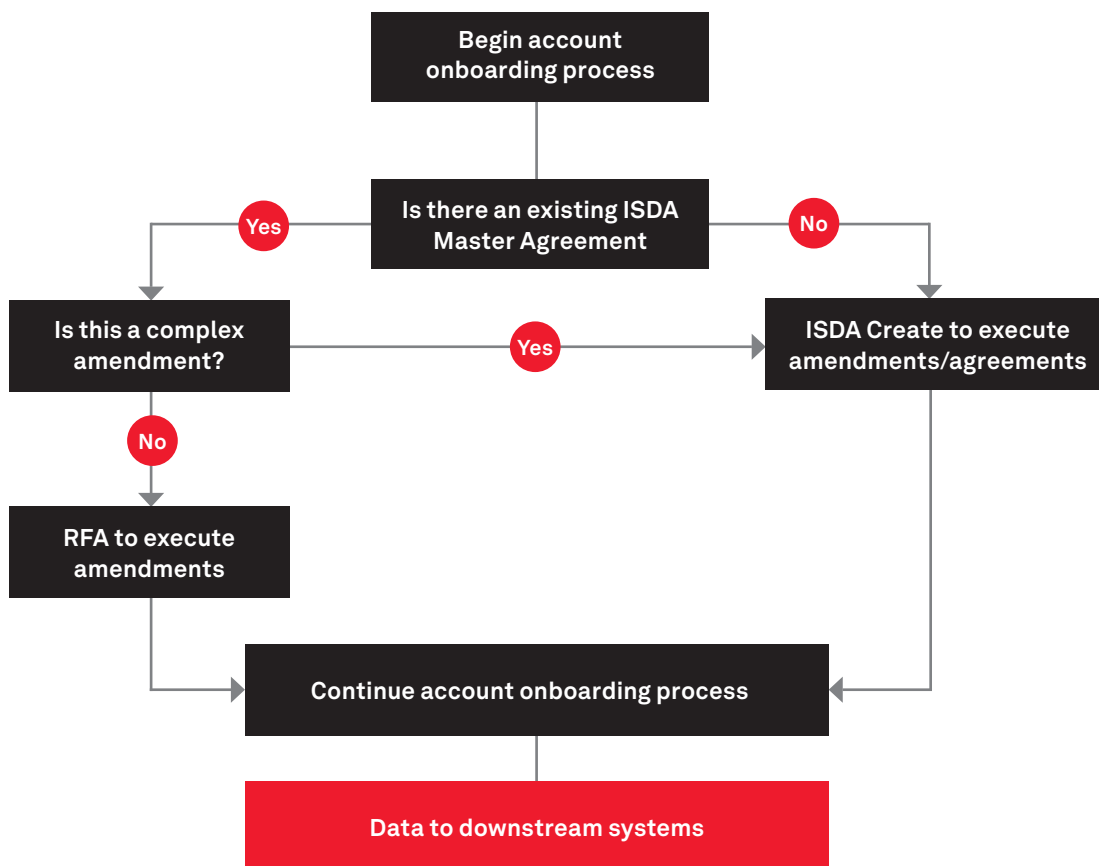 Begin account
onboarding process
Is there an existing ISDA
Master Agreement
Yes
No
Is this a complex
amendment?
Yes
ISDA Create to execute
amendments/agreements
No
RFA to execute
amendments
Continue account onboarding process
Data to downstream systems